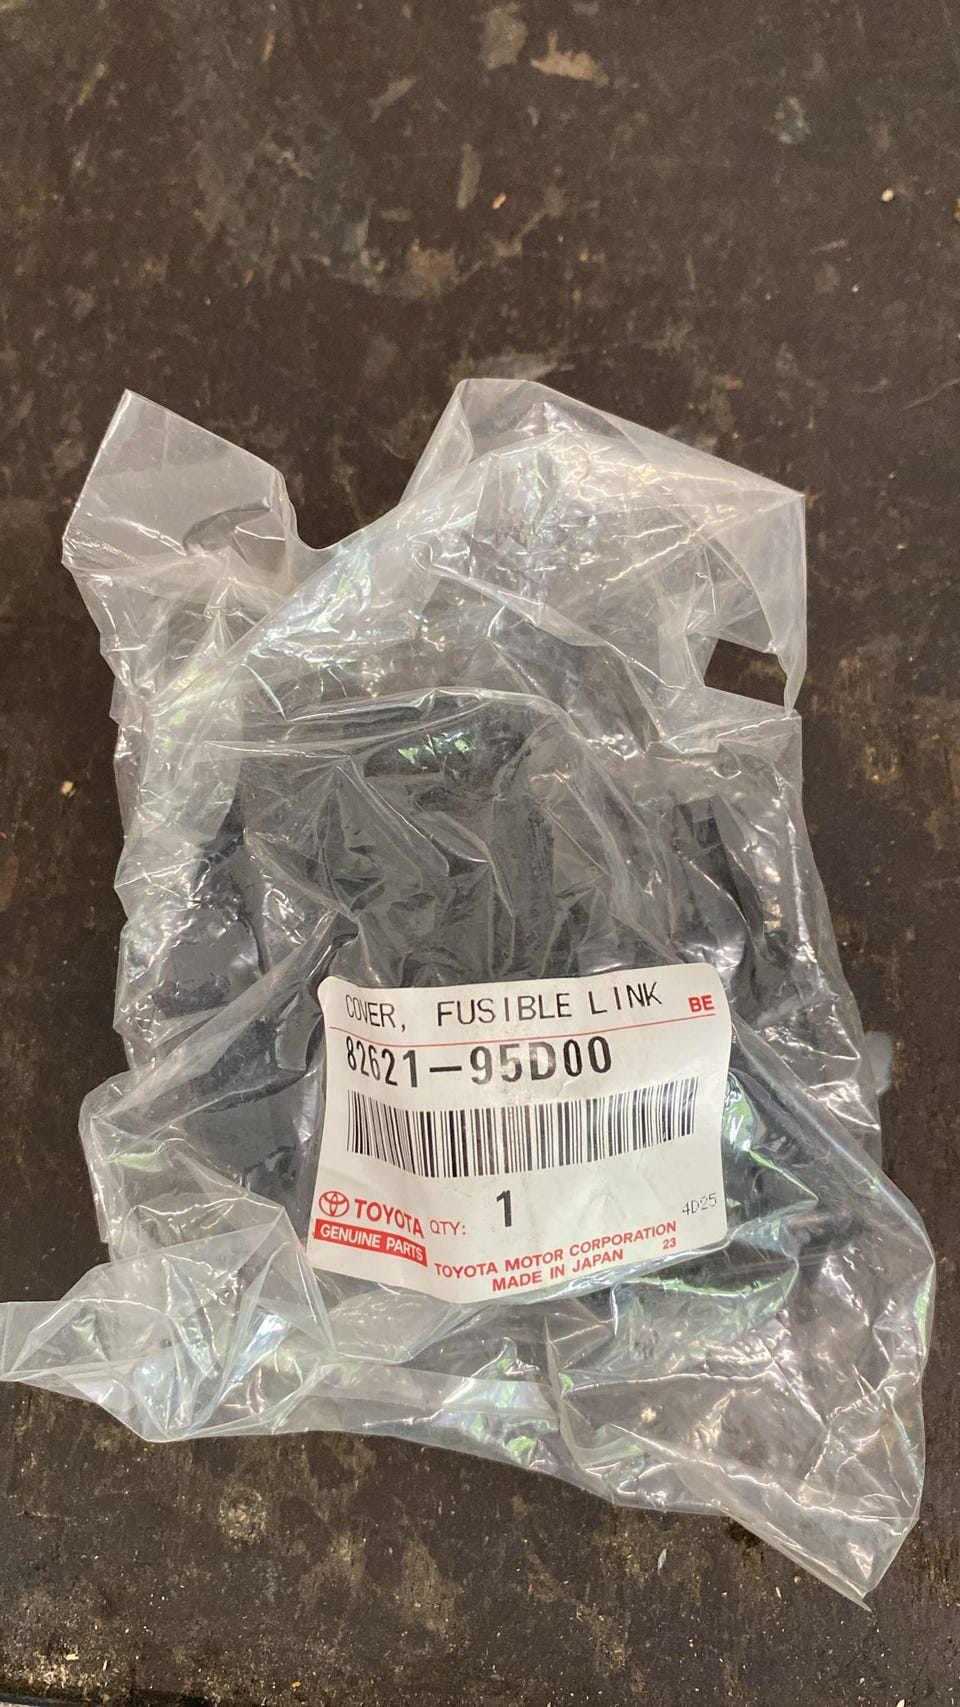 COVER, FUSIBLE LINK BE
82621-95D00
TOYOTA QTY: 1 4D25
GENUINE PARTS
TOYOTA MOTOR CORPORATION 23
MADE IN JAPAN